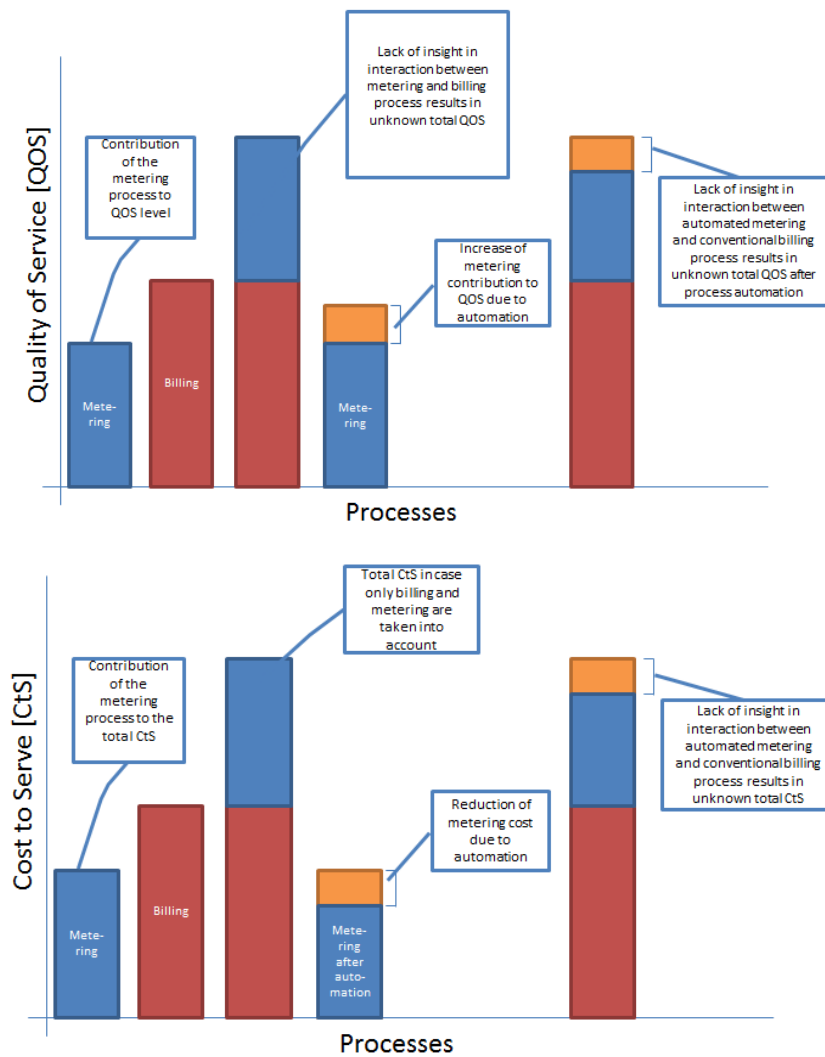 Quality of Service [QOS]
Contribution
of the
metering
process to
QOS level
Lack of insight in
interaction between
metering and billing
process results in
unknown total QOS
Increase of
metering
contribution to
QOS due to
automation
Lack of insight in
interaction between
automated metering
and conventional billing
process results in
unknown total QOS after
process automation
Mete-
ring
Billing
Mete-
ring
Processes
Cost to Serve [CtS]
Contribution
of the
metering
process to the
total CtS
Total CtS in case
only billing and
metering are
taken into
account
Reduction of
metering cost
due to
automation
Lack of insight in
interaction between
automated metering
and conventional billing
process results in
unknown total CtS
Mete-
ring
Billing
Mete-
ring
after
auto-
mation
Processes